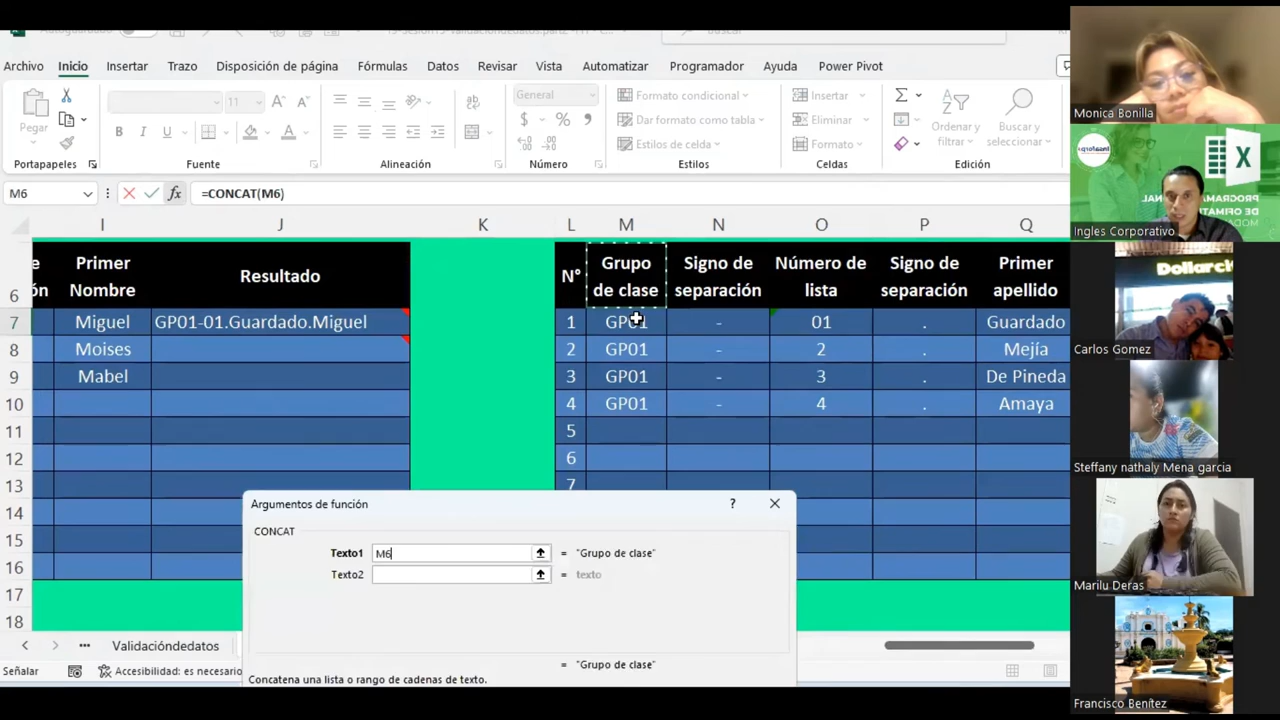 Archivo Inicio Insertar Trazo Disposición de página Fórmulas Datos Revisar Vista Automatizar Programador Ayuda Power Pivot
Pegar
11
General
Formato condicional
Dar formato como tabla
Estilos de celda
Insertar
Eliminar
Formato
Ordenar y
filtrar
Buscar y
seleccionar
Portapapeles Fuente Alineación Número Estilos Celdas Edición
M6 fx =CONCAT(M6)
I J K L M N O P Q
6 Primer
Nombre Resultado N° Grupo
de clase Signo de
separación Número de
lista Signo de
separación Primer
apellido
7 Miguel GP01-01.Guardado.Miguel 1 GP01 - 01 . Guardado
8 Moises 2 GP01 - 2 . Mejía
9 Mabel 3 GP01 - 3 . De Pineda
10 4 GP01 - 4 . Amaya
11 5
12 6
13 7
14
15
16
17
18
Argumentos de función ?
CONCAT
Texto1 M6 = "Grupo de clase"
Texto2 = texto
= "Grupo de clase"
Concatena una lista o rango de cadenas de texto.
Validacióndedatos
Señalar Accesibilidad: es necesario
Monica Bonilla
Insaforp
X
PROGRAMA
DE OFIMÁTICA
Ingles Corporativo
Carlos Gomez
Steffany nathaly Mena garcia
Marilu Deras
Francisco Benítez